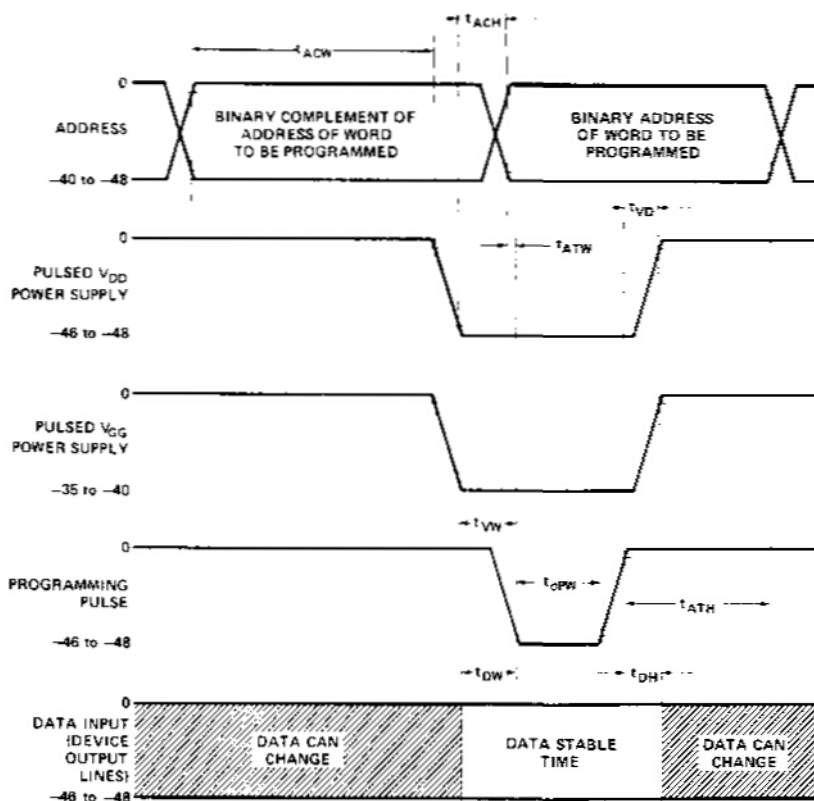 tACH
tACW
0
ADDRESS
-40 to -48
BINARY COMPLEMENT OF
ADDRESS OF WORD
TO BE PROGRAMMED
BINARY ADDRESS
OF WORD TO BE
PROGRAMMED
tVD
0
tATW
PULSED VDD
POWER SUPPLY
-46 to -48
0
PULSED VGG
POWER SUPPLY
-35 to -40
tVW
0
PROGRAMMING
PULSE
tφPW
tATH
-46 to -48
tDW
tDH
0
DATA INPUT
(DEVICE
OUTPUT
LINES)
DATA CAN
CHANGE
DATA STABLE
TIME
DATA CAN
CHANGE
-46 to -48